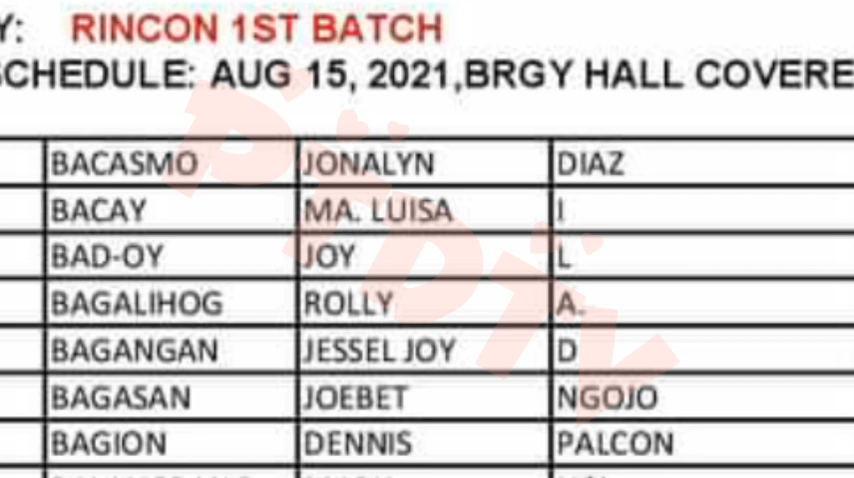 Y: RINCON 1ST BATCH
SCHEDULE: AUG 15, 2021,BRGY HALL COVERE
BACASMO JONALYN DIAZ
BACAY MA. LUISA I
BAD-OY JOY L
BAGALIHOG ROLLY A.
BAGANGAN JESSEL JOY D
BAGASAN JOEBET NGOJO
BAGION DENNIS PALCON